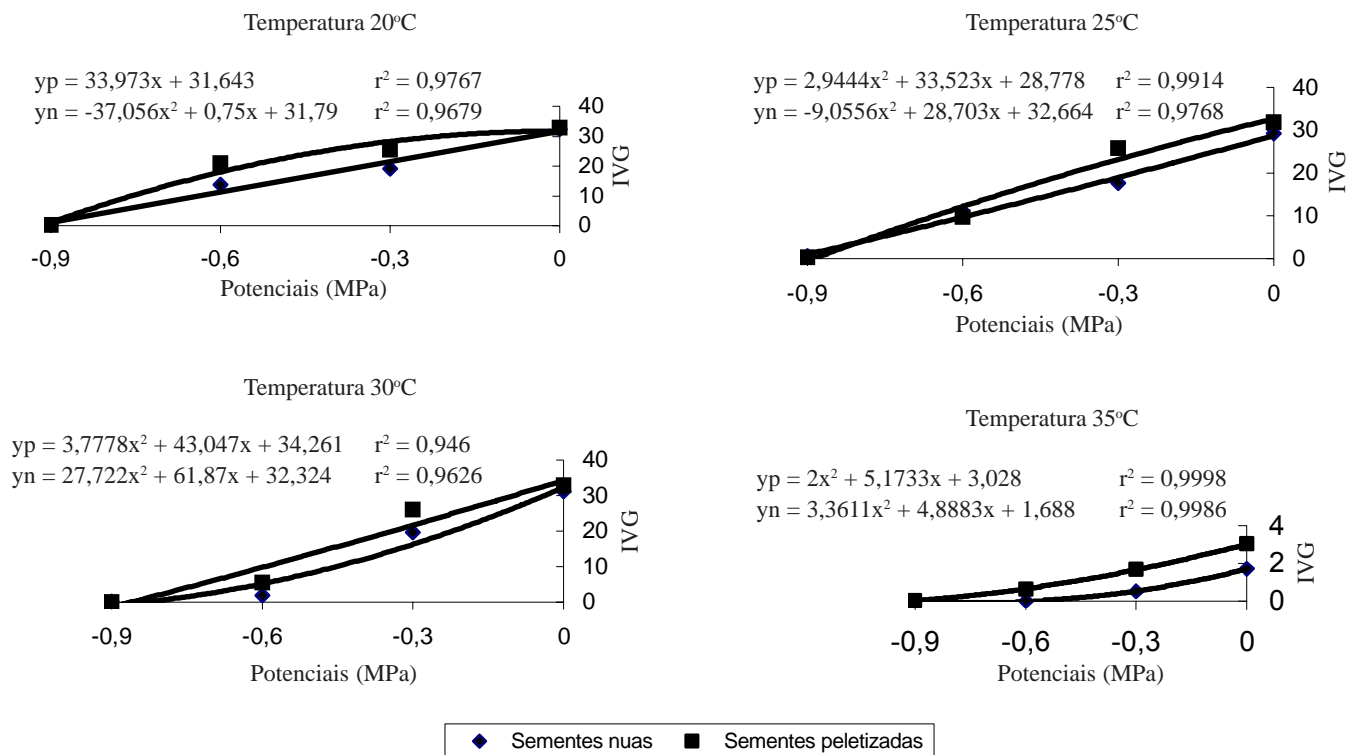 Temperatura 20°C
yp = 33,973x + 31,643 r² = 0,9767
yn = -37,056x² + 0,75x + 31,79 r² = 0,9679
40
30
20
10
0
IVG
-0,9 -0,6 -0,3 0
Potenciais (MPa)
Temperatura 25°C
yp = 2,9444x² + 33,523x + 28,778 r² = 0,9914
yn = -9,0556x² + 28,703x + 32,664 r² = 0,9768
40
30
20
10
0
IVG
-0,9 -0,6 -0,3 0
Potenciais (MPa)
Temperatura 30°C
yp = 3,7778x² + 43,047x + 34,261 r² = 0,946
yn = 27,722x² + 61,87x + 32,324 r² = 0,9626
40
30
20
10
0
IVG
-0,9 -0,6 -0,3 0
Potenciais (MPa)
Temperatura 35°C
yp = 2x² + 5,1733x + 3,028 r² = 0,9998
yn = 3,3611x² + 4,8883x + 1,688 r² = 0,9986
4
2
0
IVG
-0,9 -0,6 -0,3 0
Potenciais (MPa)
Sementes nuas Sementes peletizadas